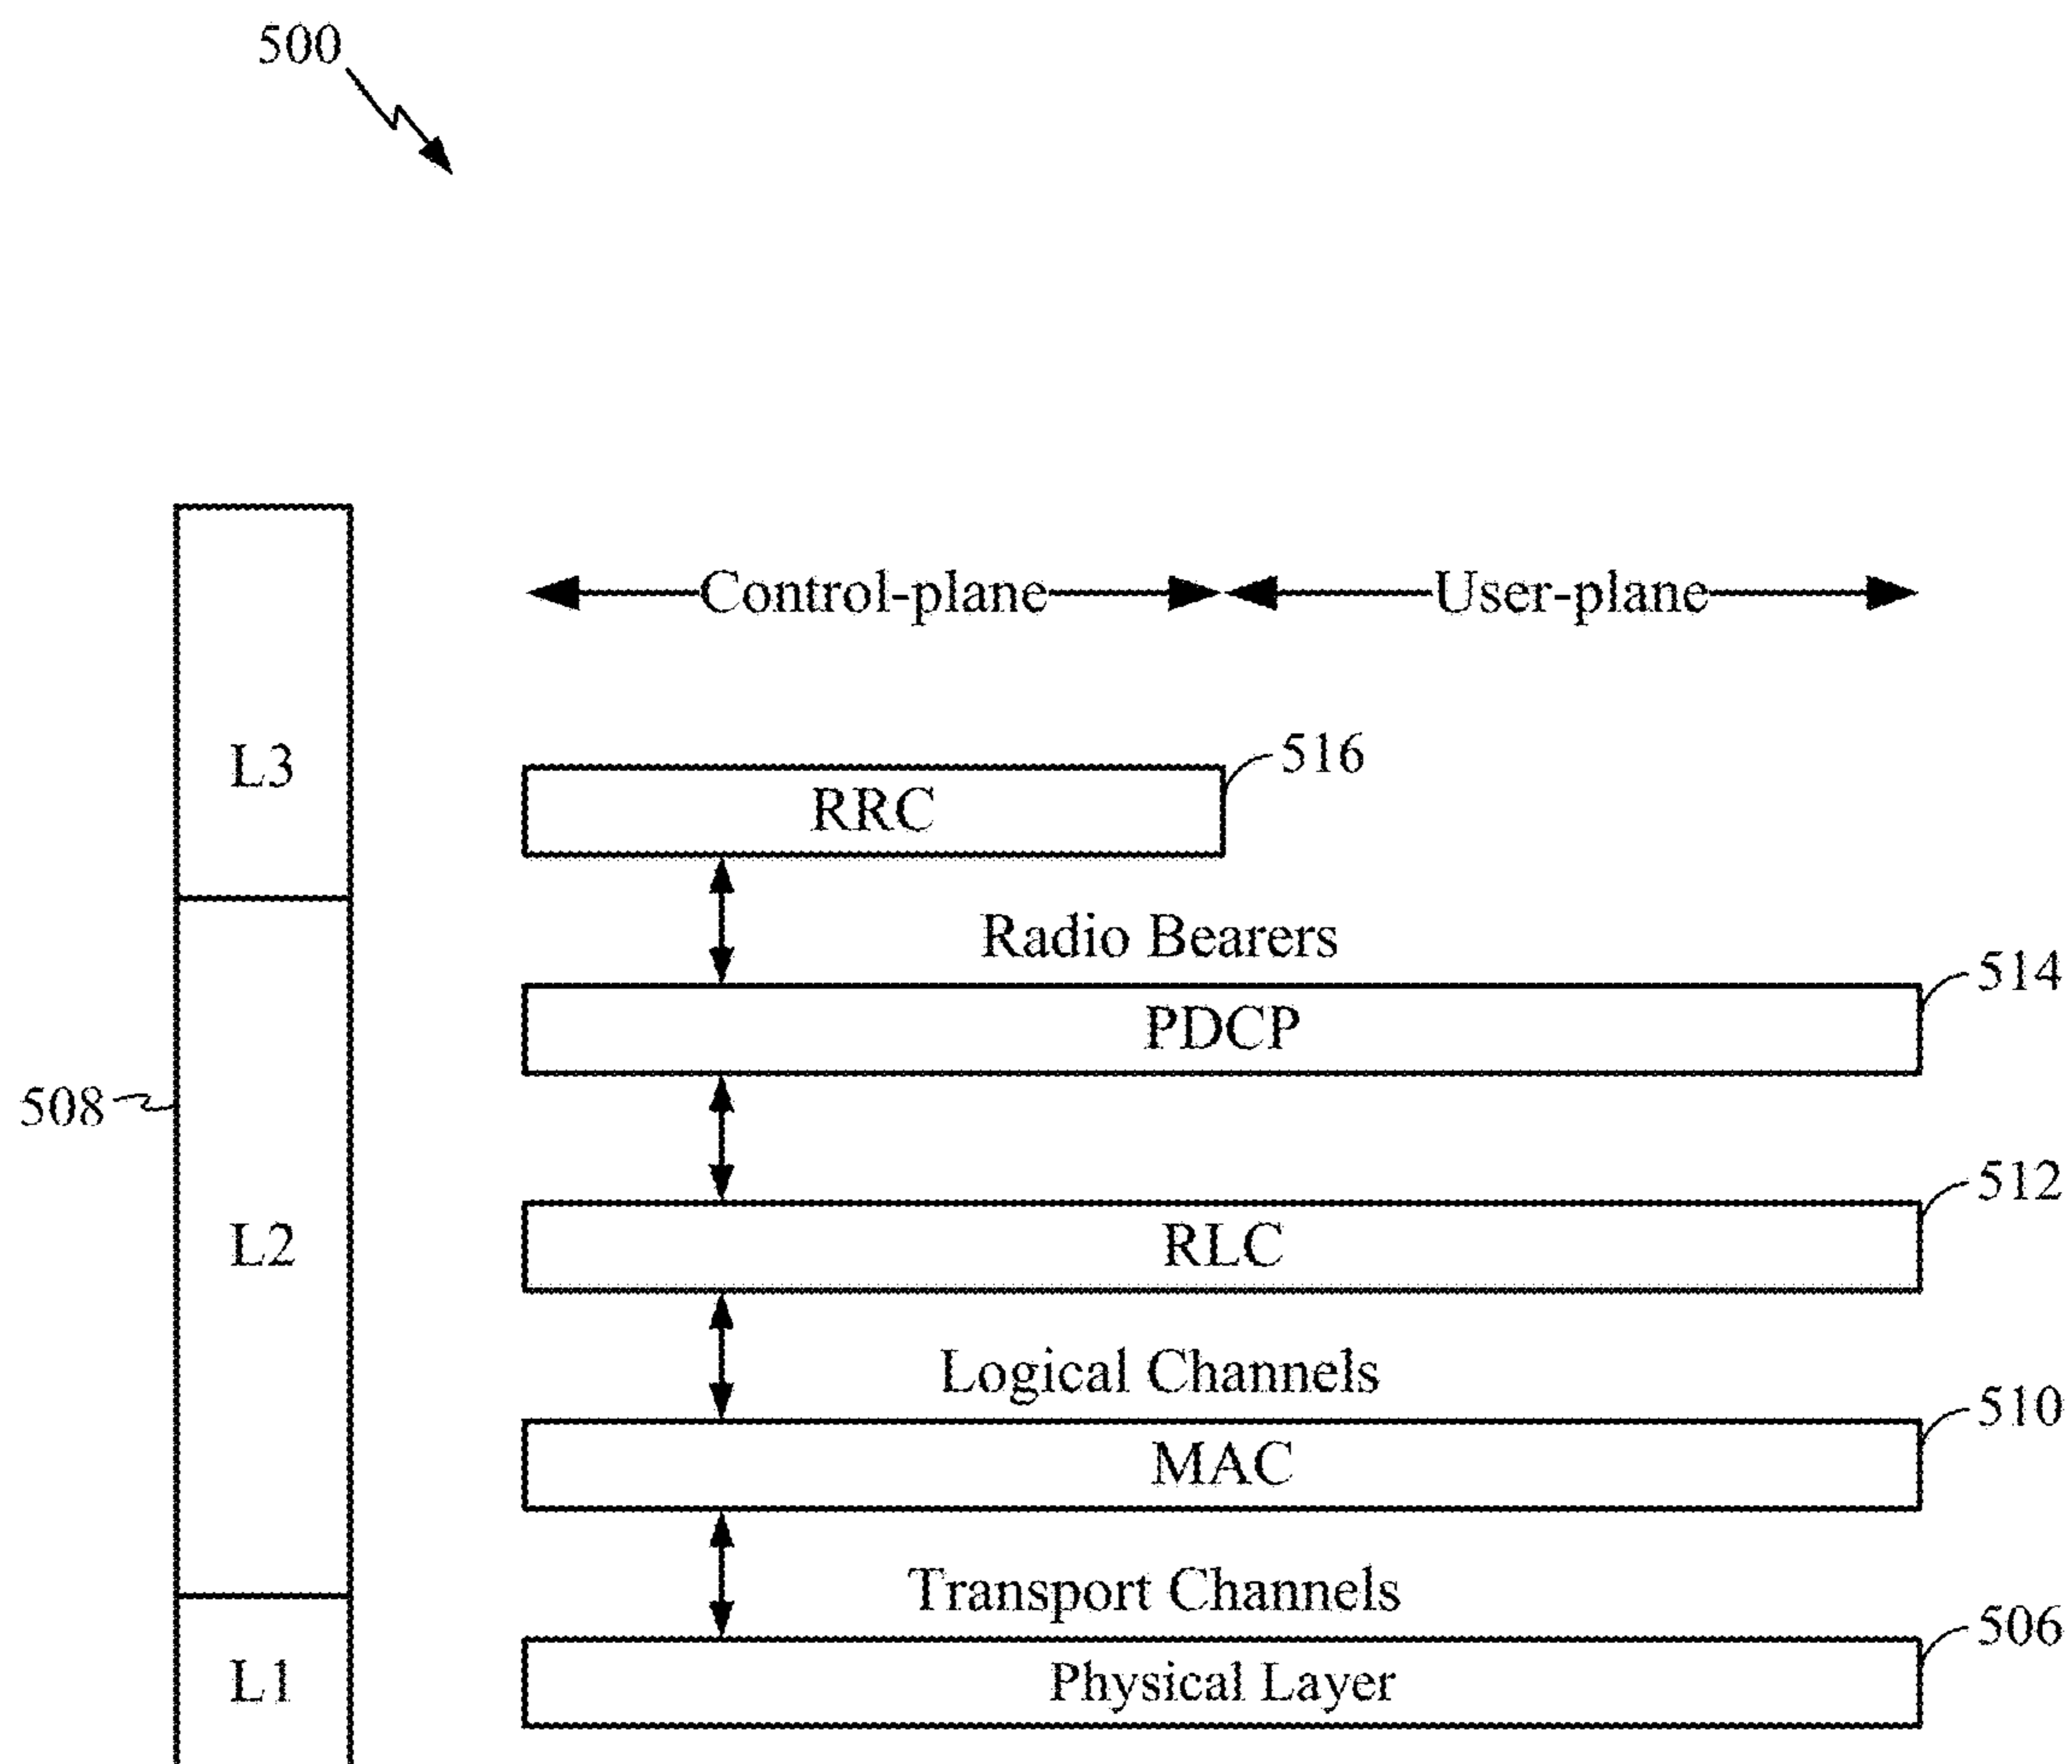 500
Control-plane User-plane
L3
516
RRC
Radio Bearers
514
PDCP
508
512
L2
RLC
Logical Channels
510
MAC
Transport Channels
506
L1
Physical Layer